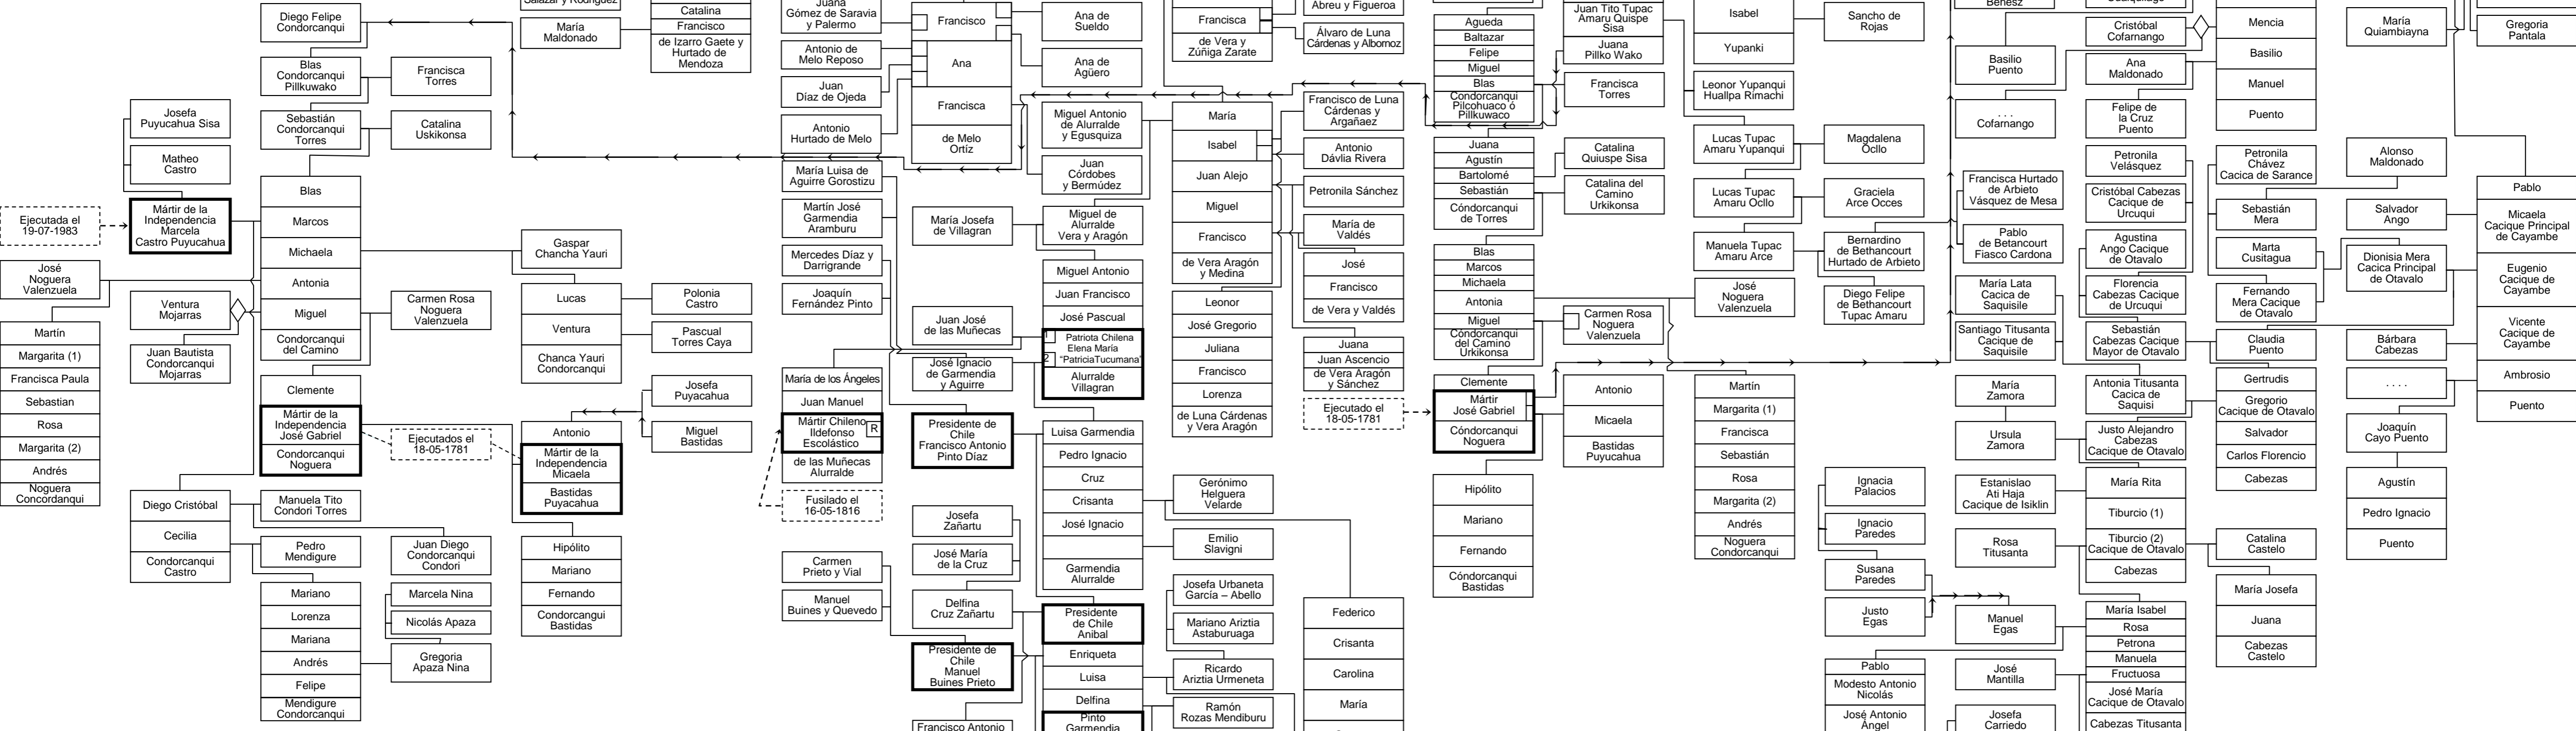 Diego Felipe
Condorcanqui
Blas
Condorcanqui
Pillkuwako
Francisca
Torres
Sebastián
Condorcanqui
Torres
Catalina
Uskikonsa
Josefa
Puyucahua Sisa
Matheo
Castro
Ejecutada el
19-07-1983
Mártir de la
Independencia
Marcela
Castro Puyucahua
Blas
Marcos
Michaela
Antonia
Miguel
Condorcanqui
del Camino
José
Noguera
Valenzuela
Ventura
Mojarras
Juan Bautista
Condorcanqui
Mojarras
Carmen Rosa
Noguera
Valenzuela
Martín
Margarita (1)
Francisca Paula
Sebastian
Rosa
Margarita (2)
Andrés
Noguera
Concordanqui
Clemente
Mártir de la
Independencia
José Gabriel
Condorcanqui
Noguera
Ejecutados el
18-05-1781
Diego Cristóbal
Cecilia
Condorcanqui
Castro
Manuela Tito
Condori Torres
Pedro
Mendigure
Juan Diego
Condorcanqui
Condori
Mariano
Lorenza
Mariana
Andrés
Felipe
Mendigure
Condorcanqui
Marcela Nina
Nicolás Apaza
Gregoria
Apaza Nina
Salazar y Rodríguez
María
Maldonado
Catalina
Francisco
de Izarro Gaete y
Hurtado de
Mendoza
Gaspar
Chancha Yauri
Lucas
Ventura
Chanca Yauri
Condorcanqui
Polonia
Castro
Pascual
Torres Caya
Josefa
Puyacahua
Miguel
Bastidas
Antonio
Mártir de la
Independencia
Micaela
Bastidas
Puyacahua
Hipólito
Mariano
Fernando
Condorcangui
Bastidas
Juana
Gómez de Saravia
y Palermo
Antonio de
Melo Reposo
Juan
Díaz de Ojeda
Antonio
Hurtado de Melo
María Luisa de
Aguirre Gorostizu
Martín José
Garmendia
Aramburu
Mercedes Díaz y
Darrigrande
Joaquín
Fernández Pinto
María de los Ángeles
Juan Manuel
Mártir Chileno
Ildefonso
Escolástico
R
de las Muñecas
Alurralde
Fusilado el
16-05-1816
Carmen
Prieto y Vial
Manuel
Buines y Quevedo
Francisco
Ana
Francisca
de Melo
Ortíz
Ana de
Sueldo
Ana de
Agüero
Miguel Antonio
de Alurralde
y Egusquiza
Juan
Córdobes
y Bermúdez
María Josefa
de Villagran
Miguel de
Alurralde
Vera y Aragón
Miguel Antonio
Juan Francisco
José Pascual
1
Patriota Chilena
Elena María
2
"PatriciaTucumana"
Alurralde
Villagran
Juan José
de las Muñecas
José Ignacio
de Garmendia
y Aguirre
Presidente de
Chile
Francisco Antonio
Pinto Díaz
Luisa Garmendia
Pedro Ignacio
Cruz
Crisanta
José Ignacio
Garmendia
Alurralde
Josefa
Zañartu
José María
de la Cruz
Delfina
Cruz Zañartu
Presidente
de Chile
Anibal
Enriqueta
Luisa
Delfina
Pinto
Garmendia
Presidente de
Chile
Manuel
Buines Prieto
Francisco Antonio
Francisca
de Vera y
Zúñiga Zarate
Abreu y Figueroa
Álvaro de Luna
Cárdenas y Albornoz
María
Isabel
Juan Alejo
Miguel
Francisco
de Vera Aragón
y Medina
Francisco de Luna
Cárdenas y
Argañaez
Antonio
Dávlia Rivera
Petronila Sánchez
María de
Valdés
José
Francisco
de Vera y Valdés
Leonor
José Gregorio
Juliana
Francisco
Lorenza
de Luna Cárdenas
y Vera Aragón
Juana
Juan Ascencio
de Vera Aragón
y Sánchez
Ejecutado el
18-05-1781
Gerónimo
Helguera
Velarde
Emilio
Slavigni
Josefa Urbaneta
García – Abello
Mariano Ariztia
Astaburuaga
Ricardo
Ariztia Urmeneta
Ramón
Rozas Mendiburu
Federico
Crisanta
Carolina
María
Agueda
Baltazar
Felipe
Miguel
Blas
Condorcanqui
Pilcohuaco ó
Pillkuwaco
Juan Tito Tupac
Amaru Quispe
Sisa
Juana
Pillko Wako
Francisca
Torres
Juana
Agustín
Bartolomé
Sebastián
Cóndorcanqui
de Torres
Catalina
Quiuspe Sisa
Catalina del
Camino
Urkikonsa
Blas
Marcos
Michaela
Antonia
Miguel
Cóndorcanqui
del Camino
Urkikonsa
Carmen Rosa
Noguera
Valenzuela
Clemente
Mártir
José Gabriel
Cóndorcanqui
Noguera
Antonio
Micaela
Bastidas
Puyucahua
Hipólito
Mariano
Fernando
Cóndorcanqui
Bastidas
Isabel
Yupanki
Sancho de
Rojas
Leonor Yupanqui
Huallpa Rimachi
Lucas Tupac
Amaru Yupanqui
Magdalena
Ocllo
Lucas Tupac
Amaru Ocllo
Graciela
Arce Occes
Manuela Tupac
Amaru Arce
Bernardino
de Bethancourt
Hurtado de Arbieto
José
Noguera
Valenzuela
Diego Felipe
de Bethancourt
Tupac Amaru
Martín
Margarita (1)
Francisca
Sebastián
Rosa
Margarita (2)
Andrés
Noguera
Condorcanqui
Ignacia
Palacios
Ignacio
Paredes
Susana
Paredes
Justo
Egas
Pablo
Modesto Antonio
Nicolás
José Antonio
Ángel
Basilio
Puento
. . .
Cofarnango
Francisca Hurtado
de Arbieto
Vásquez de Mesa
Pablo
de Betancourt
Fiasco Cardona
María Lata
Cacica de
Saquisile
Santiago Titusanta
Cacique de
Saquisile
María
Zamora
Ursula
Zamora
Estanislao
Ati Haja
Cacique de Isiklin
Rosa
Titusanta
Manuel
Egas
José
Mantilla
Josefa
Carriedo
Cristóbal
Cofarnango
Ana
Maldonado
Felipe de
la Cruz
Puento
Petronila
Velásquez
Cristóbal Cabezas
Cacique de
Urcuqui
Agustina
Ango Cacique
de Otavalo
Florencia
Cabezas Cacique
de Urcuqui
Sebastián
Cabezas Cacique
Mayor de Otavalo
Antonia Titusanta
Cacica de
Saquisi
Justo Alejandro
Cabezas
Cacique de Otavalo
María Rita
Tiburcio (1)
Tiburcio (2)
Cacique de Otavalo
Cabezas
María Isabel
Rosa
Petrona
Manuela
Fructuosa
José María
Cacique de Otavalo
Cabezas Titusanta
Mencia
Basilio
Manuel
Puento
Petronila
Chávez
Cacica de Sarance
Sebastián
Mera
Marta
Cusitagua
Fernando
Mera Cacique
de Otavalo
Claudia
Puento
Gertrudis
Gregorio
Cacique de Otavalo
Salvador
Carlos Florencio
Cabezas
Catalina
Castelo
María Josefa
Juana
Cabezas
Castelo
María
Quiambiayna
Alonso
Maldonado
Salvador
Ango
Dionisia Mera
Cacica Principal
de Otavalo
Bárbara
Cabezas
. . . .
Joaquín
Cayo Puento
Agustín
Pedro Ignacio
Puento
Gregoria
Pantala
Pablo
Micaela
Cacique Principal
de Cayambe
Eugenio
Cacique de
Cayambe
Vicente
Cacique de
Cayambe
Ambrosio
Puento